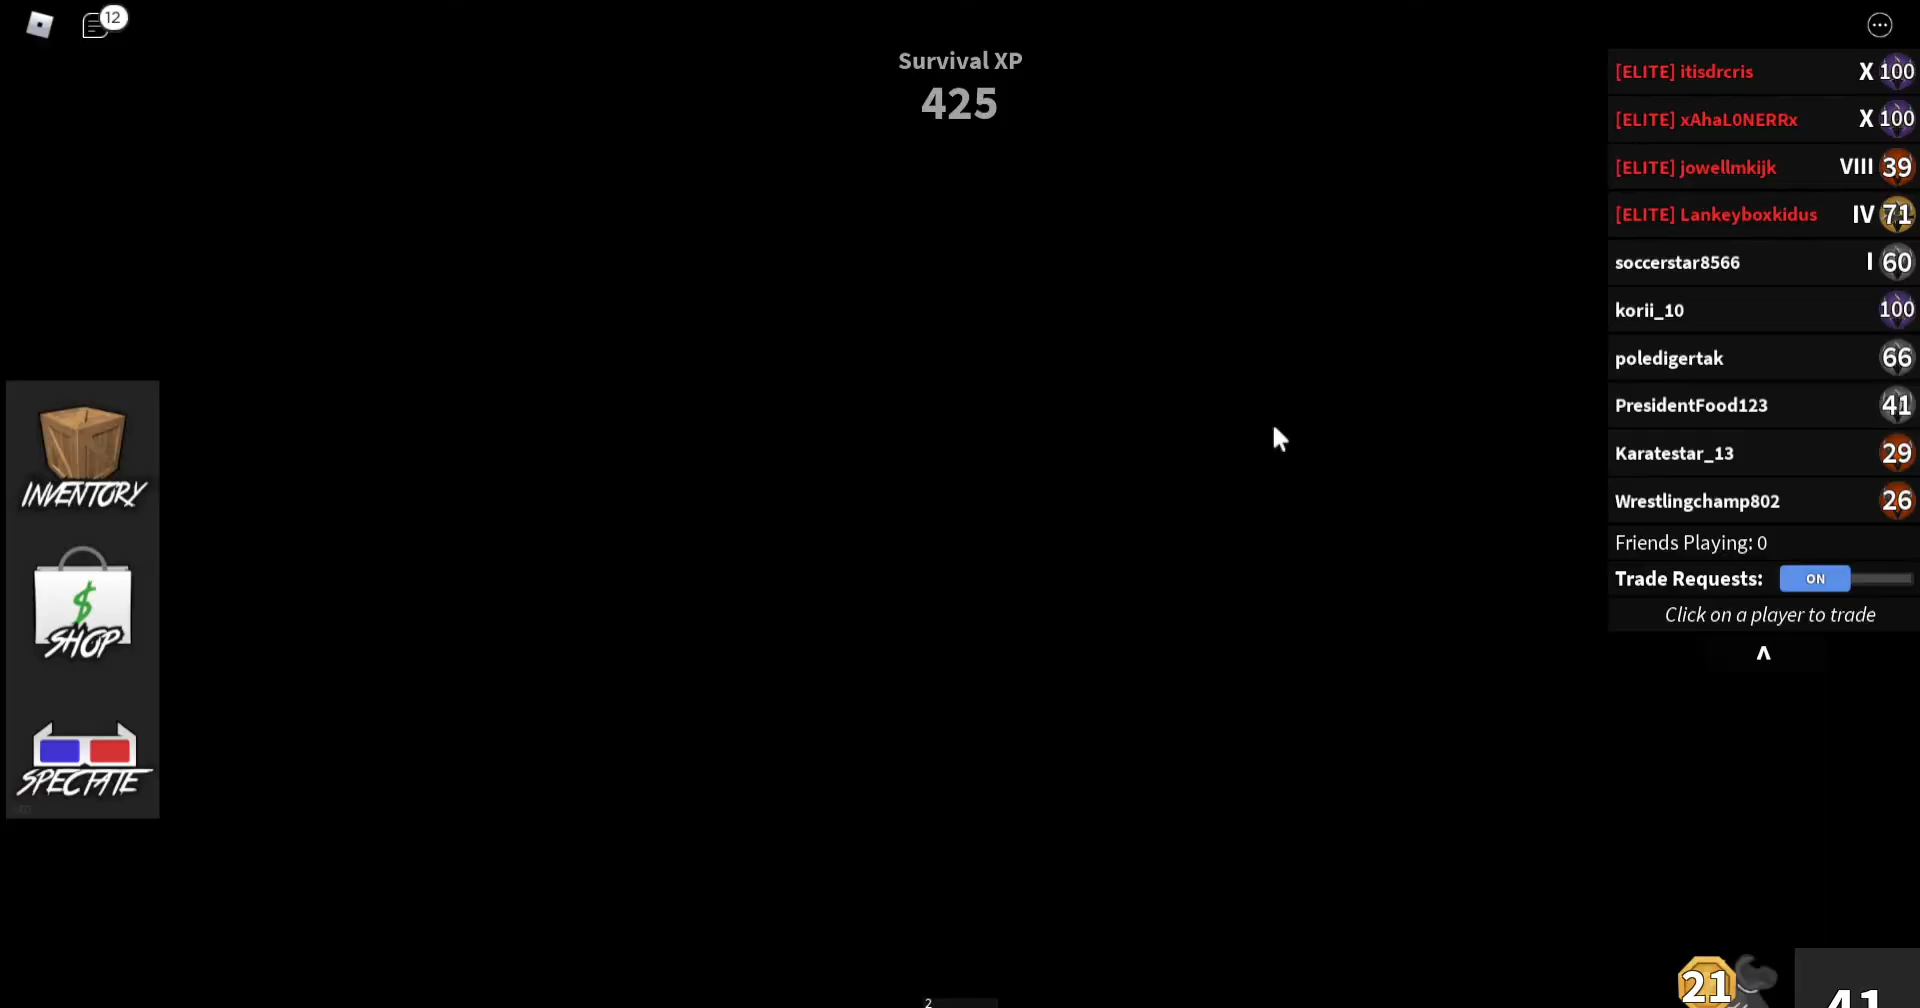 12
Survival XP
425
[ELITE] itisdrcris X 100
[ELITE] xAhaL0NERRx X 100
[ELITE] jowellmkijk VIII 39
[ELITE] Lankeyboxkidus IV 71
soccerstar8566 I 60
korii_10 100
poledigertak 66
PresidentFood123 41
Karatestar_13 29
Wrestlingchamp802 26
Friends Playing: 0
Trade Requests: ON
Click on a player to trade
^
INVENTORY
$
SHOP
SPECTATE
21
41
2